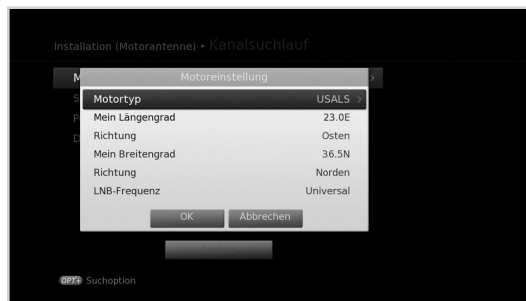 Installation (Motorantenne) ▸ Kanalsuchlauf
Motoreinstellung
Motortyp USALS >
Mein Längengrad 23.0E
Richtung Osten
Mein Breitengrad 36.5N
Richtung Norden
LNB-Frequenz Universal
OK Abbrechen
OPT+ Suchoption